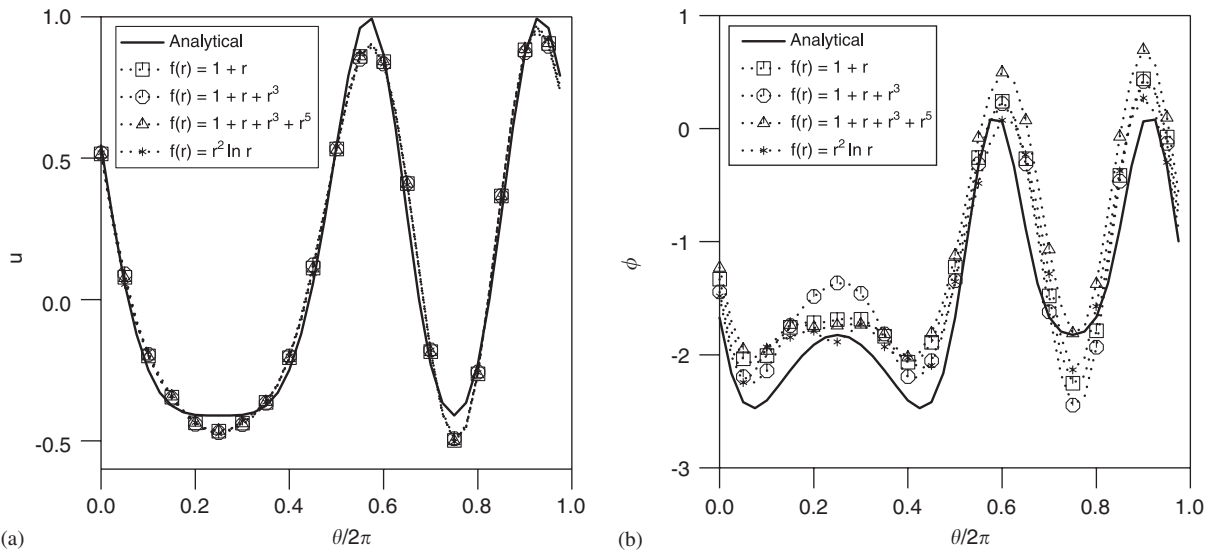 1.0
0.5
0.0
-0.5
u
Analytical
f(r) = 1 + r
f(r) = 1 + r + r³
f(r) = 1 + r + r³ + r⁵
f(r) = r² ln r
0.0 0.2 0.4 0.6 0.8 1.0
(a) θ/2π
1
0
-1
-2
-3
ϕ
Analytical
f(r) = 1 + r
f(r) = 1 + r + r³
f(r) = 1 + r + r³ + r⁵
f(r) = r² ln r
0.0 0.2 0.4 0.6 0.8 1.0
(b) θ/2π